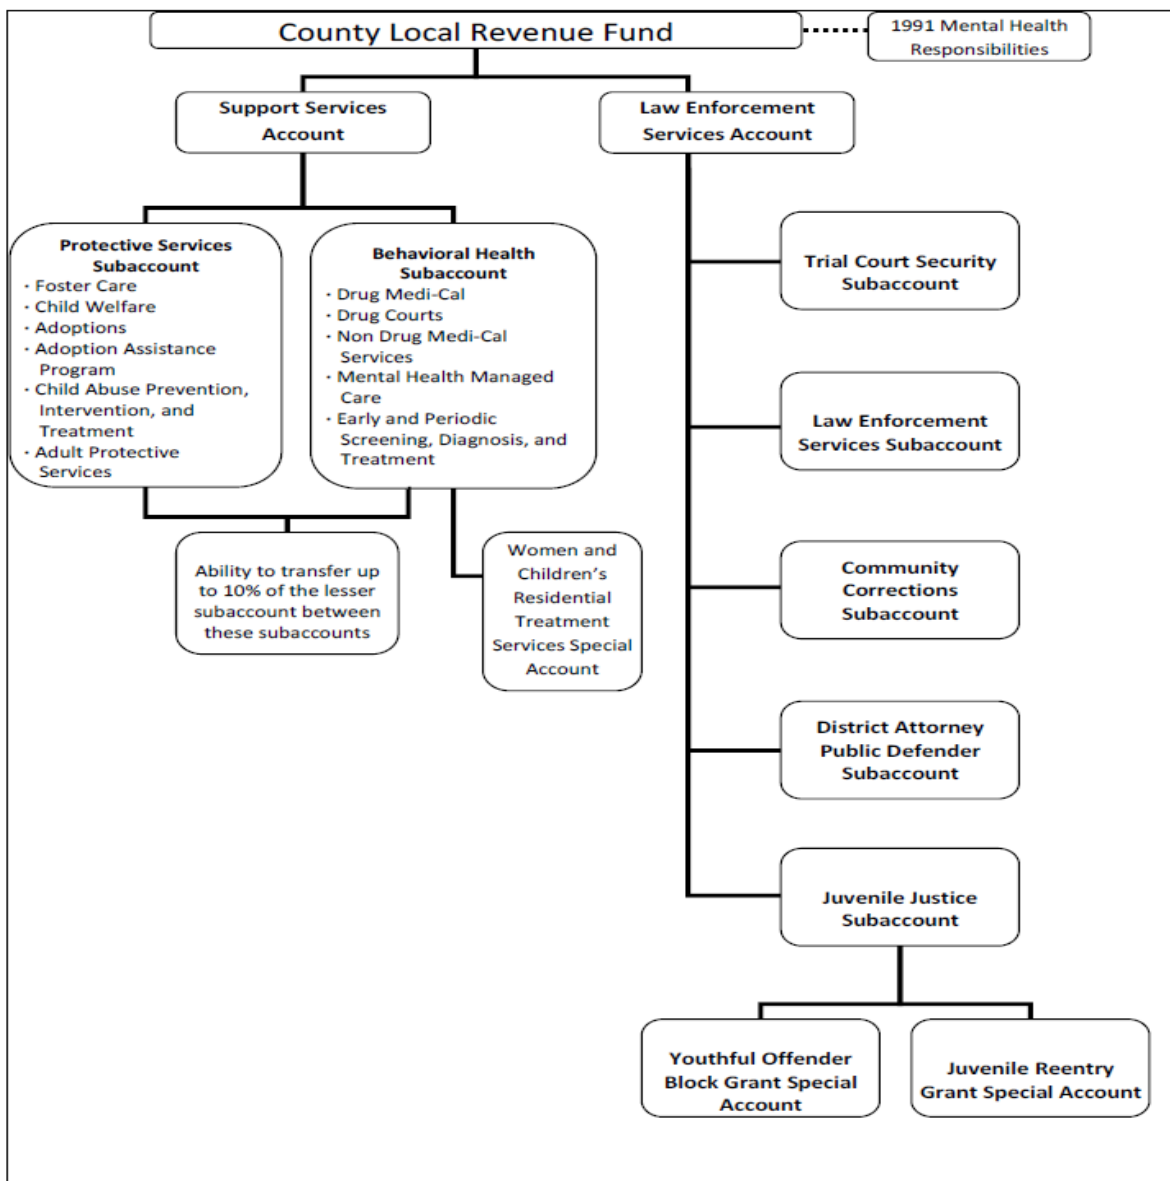 County Local Revenue Fund
1991 Mental Health
Responsibilities
Support Services
Account
Law Enforcement
Services Account
Protective Services
Subaccount
· Foster Care
· Child Welfare
· Adoptions
· Adoption Assistance
Program
· Child Abuse Prevention,
Intervention, and
Treatment
· Adult Protective
Services
Behavioral Health
Subaccount
· Drug Medi-Cal
· Drug Courts
· Non Drug Medi-Cal
Services
· Mental Health Managed
Care
· Early and Periodic
Screening, Diagnosis, and
Treatment
Ability to transfer up
to 10% of the lesser
subaccount between
these subaccounts
Women and
Children's
Residential
Treatment
Services Special
Account
Trial Court Security
Subaccount
Law Enforcement
Services Subaccount
Community
Corrections
Subaccount
District Attorney
Public Defender
Subaccount
Juvenile Justice
Subaccount
Youthful Offender
Block Grant Special
Account
Juvenile Reentry
Grant Special Account